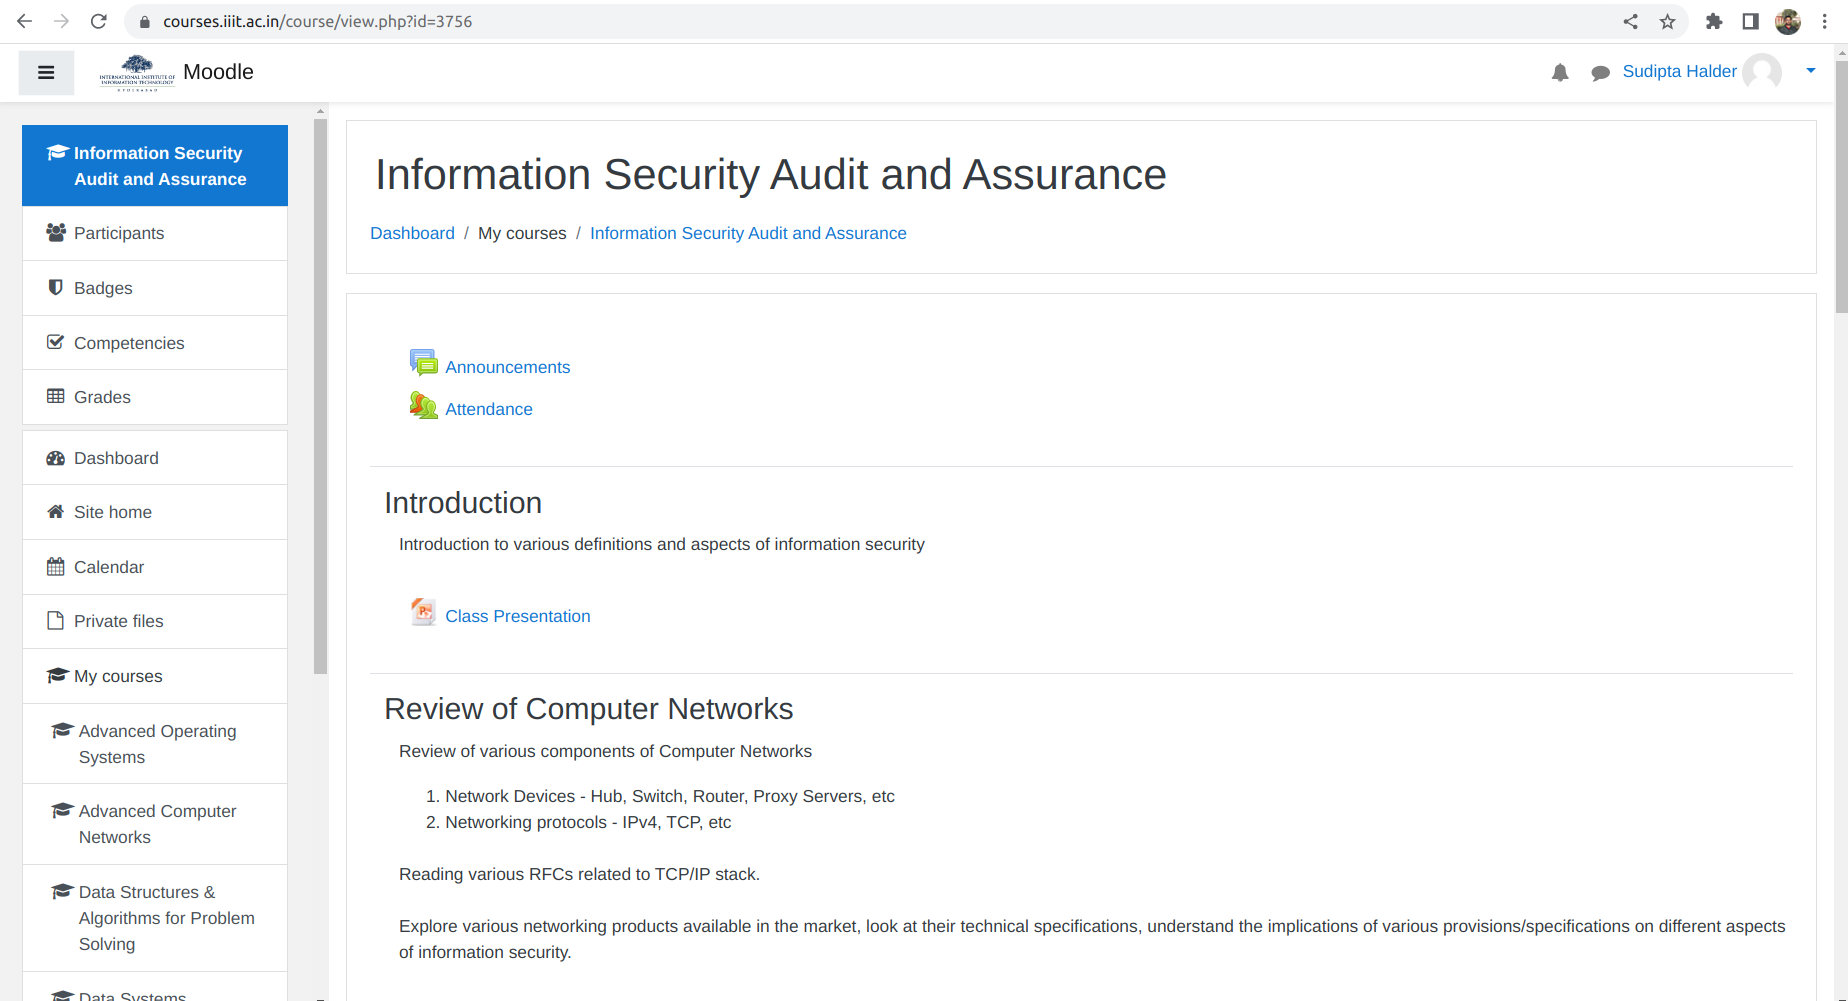 courses.iiit.ac.in/course/view.php?id=3756
INTERNATIONAL INSTITUTE OF
INFORMATION TECHNOLOGY
HYDERABAD
Moodle
Sudipta Halder
Information Security
Audit and Assurance
Participants
Badges
Competencies
Grades
Dashboard
Site home
Calendar
Private files
My courses
Advanced Operating
Systems
Advanced Computer
Networks
Data Structures &
Algorithms for Problem
Solving
Data Systems
Information Security Audit and Assurance
Dashboard / My courses / Information Security Audit and Assurance
Announcements
Attendance
Introduction
Introduction to various definitions and aspects of information security
Class Presentation
Review of Computer Networks
Review of various components of Computer Networks
1. Network Devices - Hub, Switch, Router, Proxy Servers, etc
2. Networking protocols - IPv4, TCP, etc
Reading various RFCs related to TCP/IP stack.
Explore various networking products available in the market, look at their technical specifications, understand the implications of various provisions/specifications on different aspects
of information security.